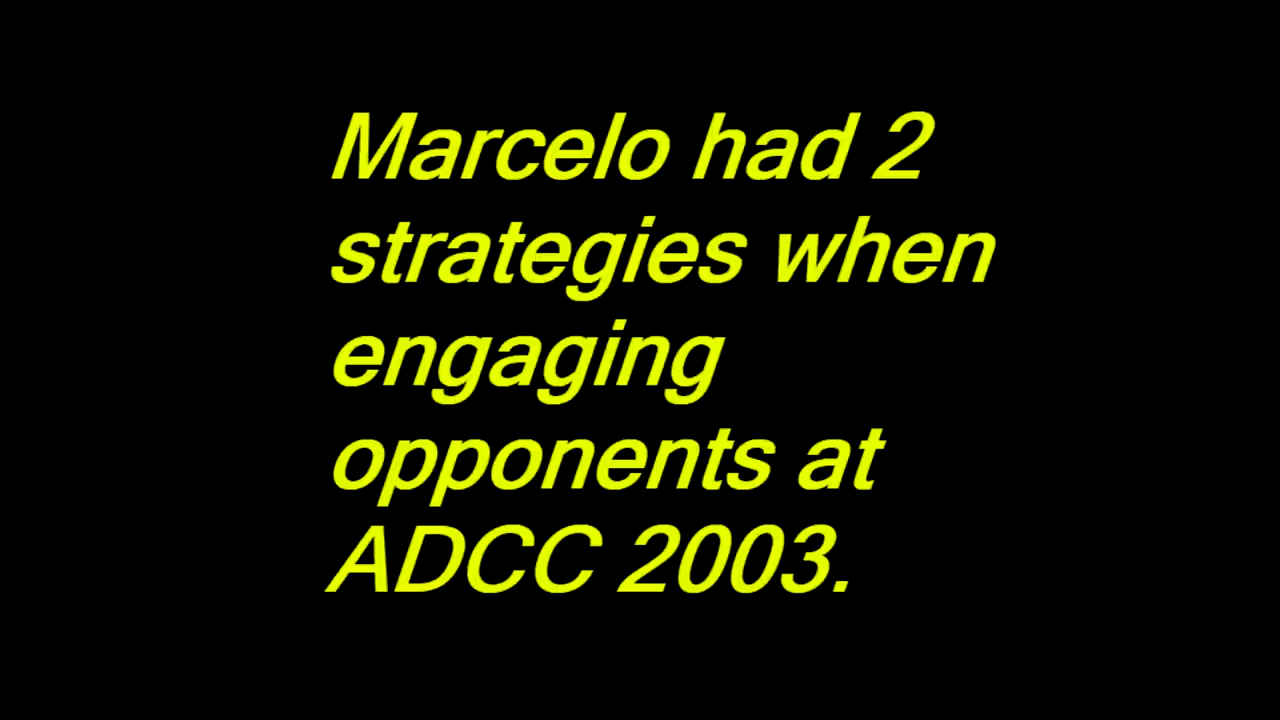 Marcelo had 2
strategies when
engaging
opponents at
ADCC 2003.